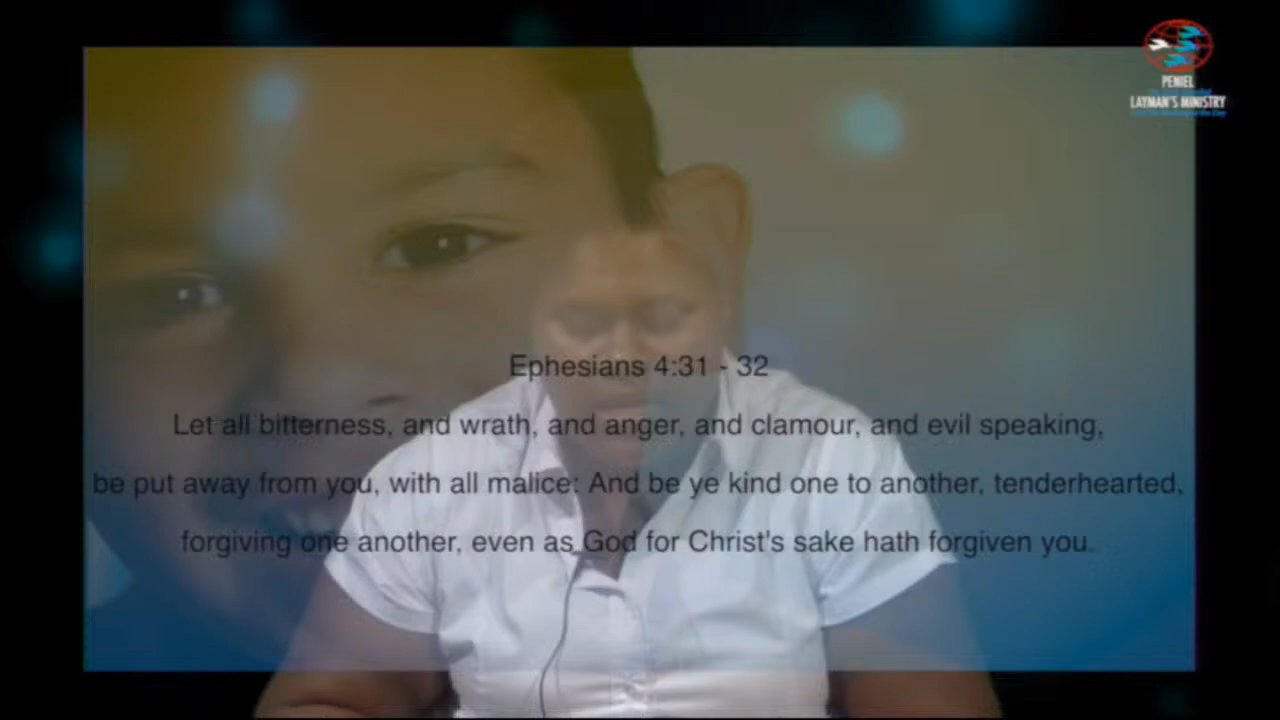 PENIEL
LAYMAN'S MINISTRY
Ephesians 4:31 - 32
Let all bitterness, and wrath, and anger, and clamour, and evil speaking,
be put away from you, with all malice: And be ye kind one to another, tenderhearted,
forgiving one another, even as God for Christ's sake hath forgiven you.